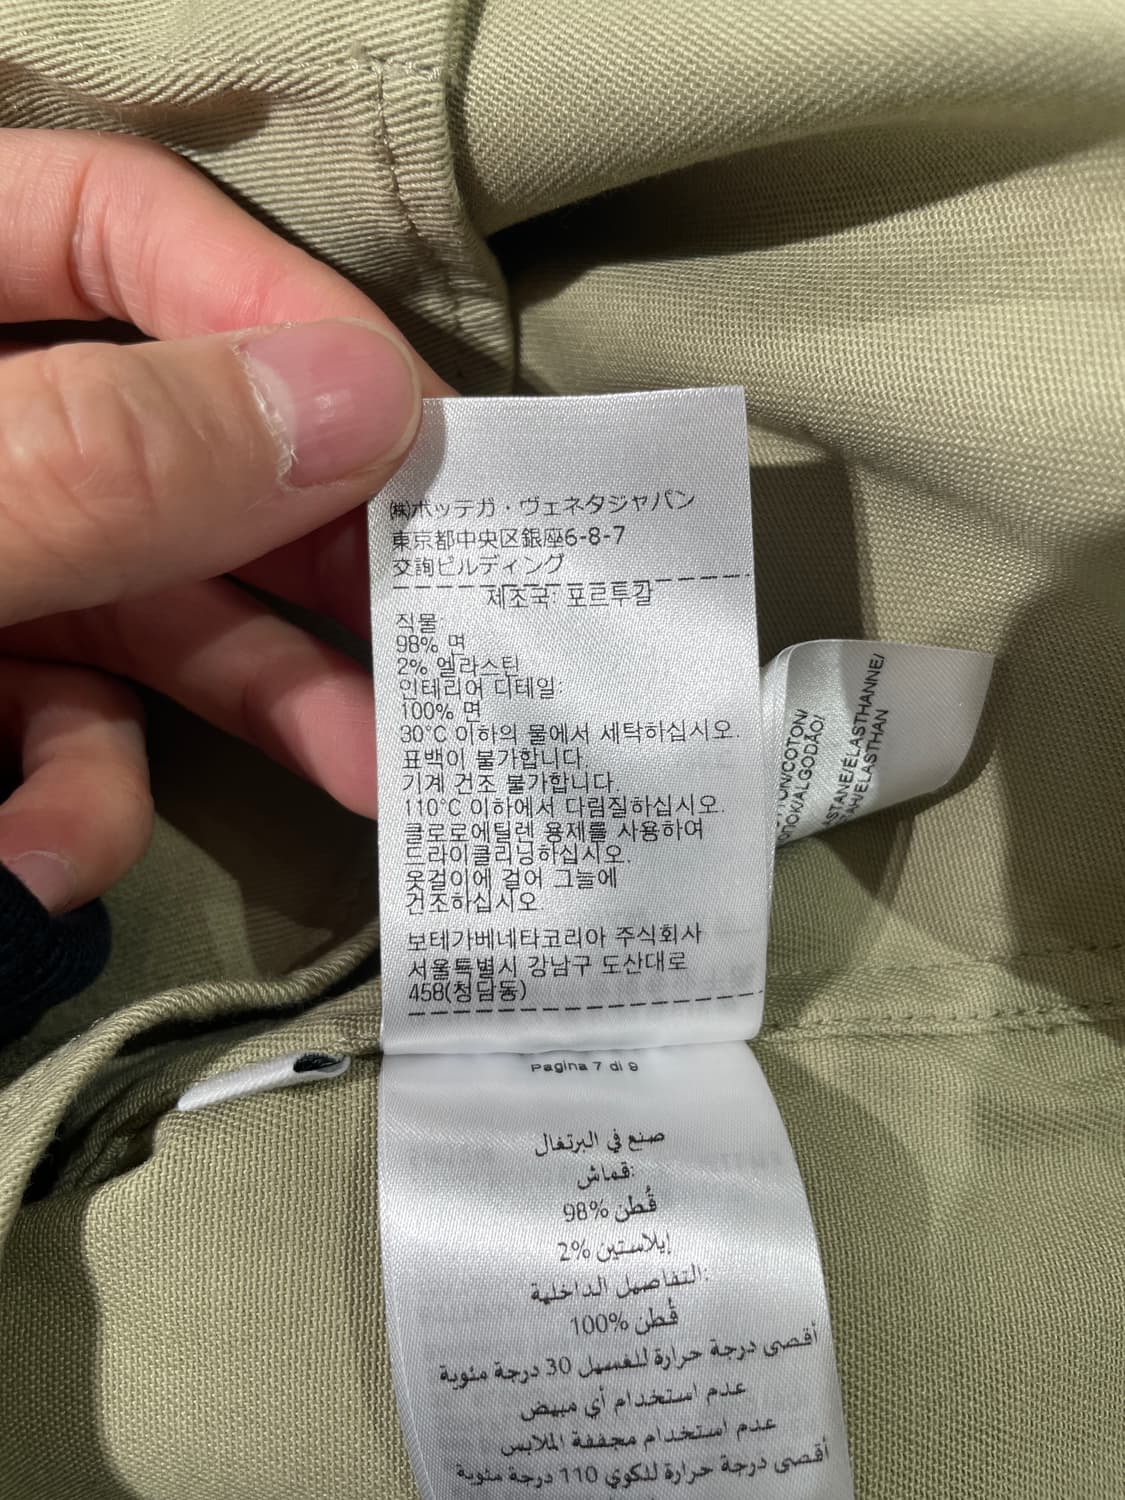 ㈱ボッテガ・ヴェネタジャパン
東京都中央区銀座6-8-7
交詢ビルディング
제조국: 포르투갈
직물:
98% 면
2% 엘라스틴
인테리어 디테일:
100% 면
30°C 이하의 물에서 세탁하십시오.
표백이 불가합니다.
기계 건조 불가합니다.
110°C 이하에서 다림질하십시오.
클로로에틸렌 용제를 사용하여
드라이클리닝하십시오.
옷걸이에 걸어 그늘에
건조하십시오.
보테가베네타코리아 주식회사
서울특별시 강남구 도산대로
458(청담동)
Pagina 7 di 9
صنع في البرتغال
قماش:
98% قُطن
2% إيلاستين
التفاصيل الداخلية:
100% قُطن
أقصى درجة حرارة للغسيل 30 درجة مئوية
عدم استخدام أي مبيض
عدم استخدام مجففة الملابس
أقصى درجة حرارة للكوي 110 درجة مئوية
/COTON/
/ALGODÃO/
/ÉLASTHANNE/
/ELASTHAN